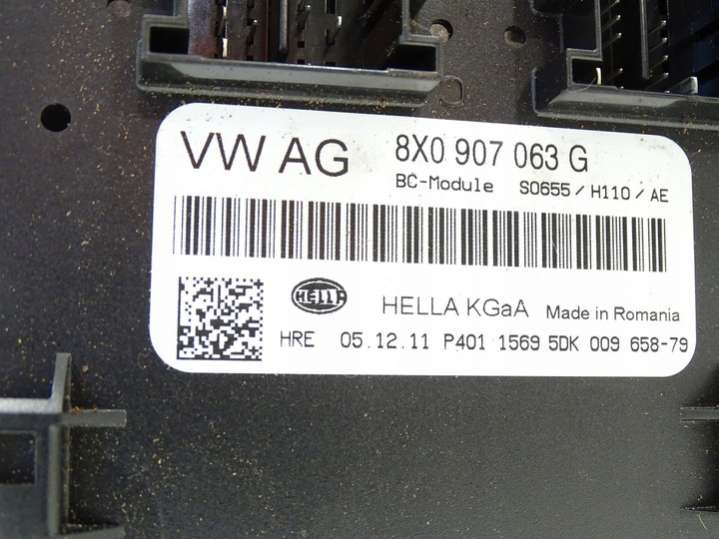 VW AG 8X0 907 063 G
BC-Module S0655/H110/AE
HELLA HELLA KGaA Made in Romania
HRE 05.12.11 P401 1569 5DK 009 658-79